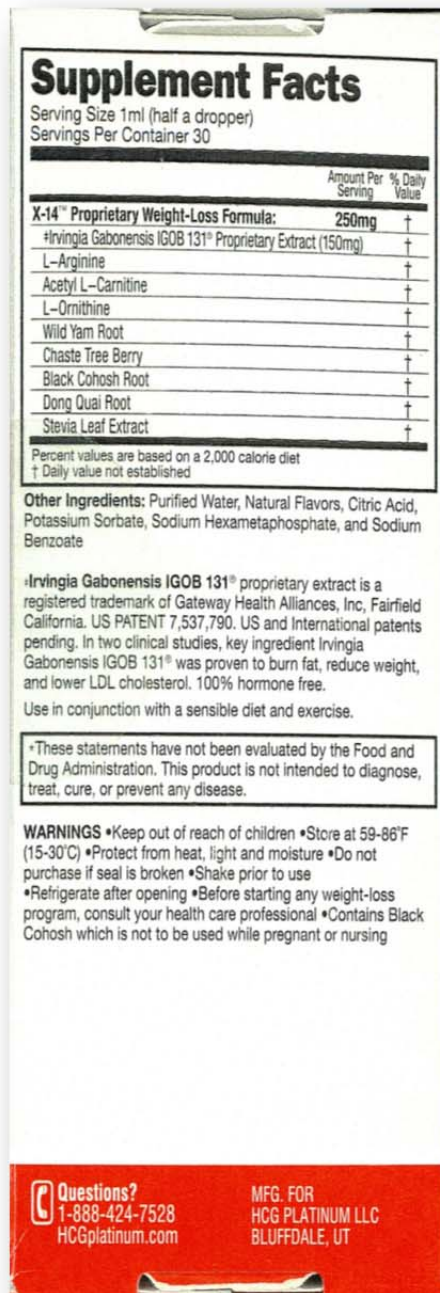 Supplement Facts
Serving Size 1ml (half a dropper)
Servings Per Container 30
Amount Per Serving % Daily Value
X-14™ Proprietary Weight-Loss Formula: 250mg †
‡Irvingia Gabonensis IGOB 131® Proprietary Extract (150mg) †
L-Arginine †
Acetyl L-Carnitine †
L-Ornithine †
Wild Yam Root †
Chaste Tree Berry †
Black Cohosh Root †
Dong Quai Root †
Stevia Leaf Extract †
Percent values are based on a 2,000 calorie diet
† Daily value not established
Other Ingredients: Purified Water, Natural Flavors, Citric Acid,
Potassium Sorbate, Sodium Hexametaphosphate, and Sodium
Benzoate
‡Irvingia Gabonensis IGOB 131® proprietary extract is a
registered trademark of Gateway Health Alliances, Inc, Fairfield
California. US PATENT 7,537,790. US and International patents
pending. In two clinical studies, key ingredient Irvingia
Gabonensis IGOB 131® was proven to burn fat, reduce weight,
and lower LDL cholesterol. 100% hormone free.
Use in conjunction with a sensible diet and exercise.
*These statements have not been evaluated by the Food and
Drug Administration. This product is not intended to diagnose,
treat, cure, or prevent any disease.
WARNINGS •Keep out of reach of children •Store at 59-86°F
(15-30°C) •Protect from heat, light and moisture •Do not
purchase if seal is broken •Shake prior to use
•Refrigerate after opening •Before starting any weight-loss
program, consult your health care professional •Contains Black
Cohosh which is not to be used while pregnant or nursing
Questions?
1-888-424-7528
HCGplatinum.com
MFG. FOR
HCG PLATINUM LLC
BLUFFDALE, UT